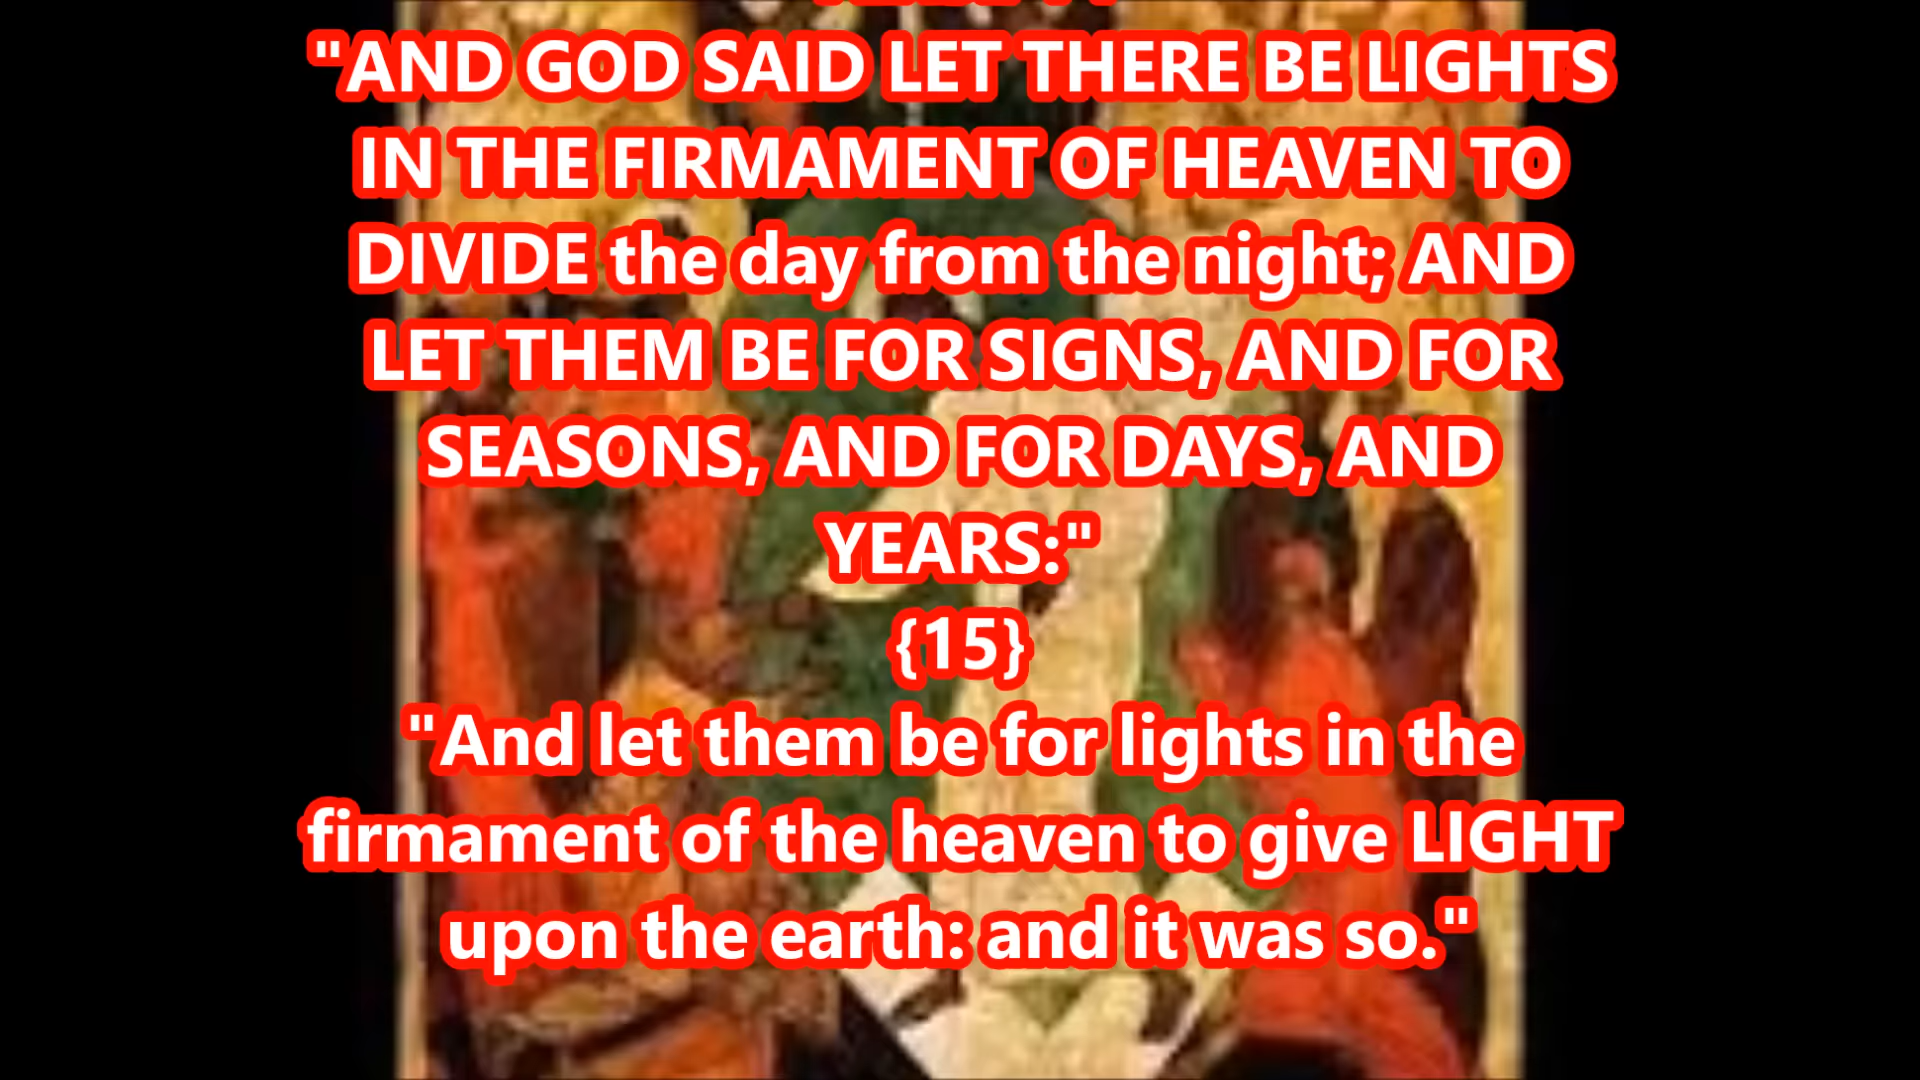 "AND GOD SAID LET THERE BE LIGHTS
IN THE FIRMAMENT OF HEAVEN TO
DIVIDE the day from the night; AND
LET THEM BE FOR SIGNS, AND FOR
SEASONS, AND FOR DAYS, AND
YEARS:"
{15}
"And let them be for lights in the
firmament of the heaven to give LIGHT
upon the earth: and it was so."